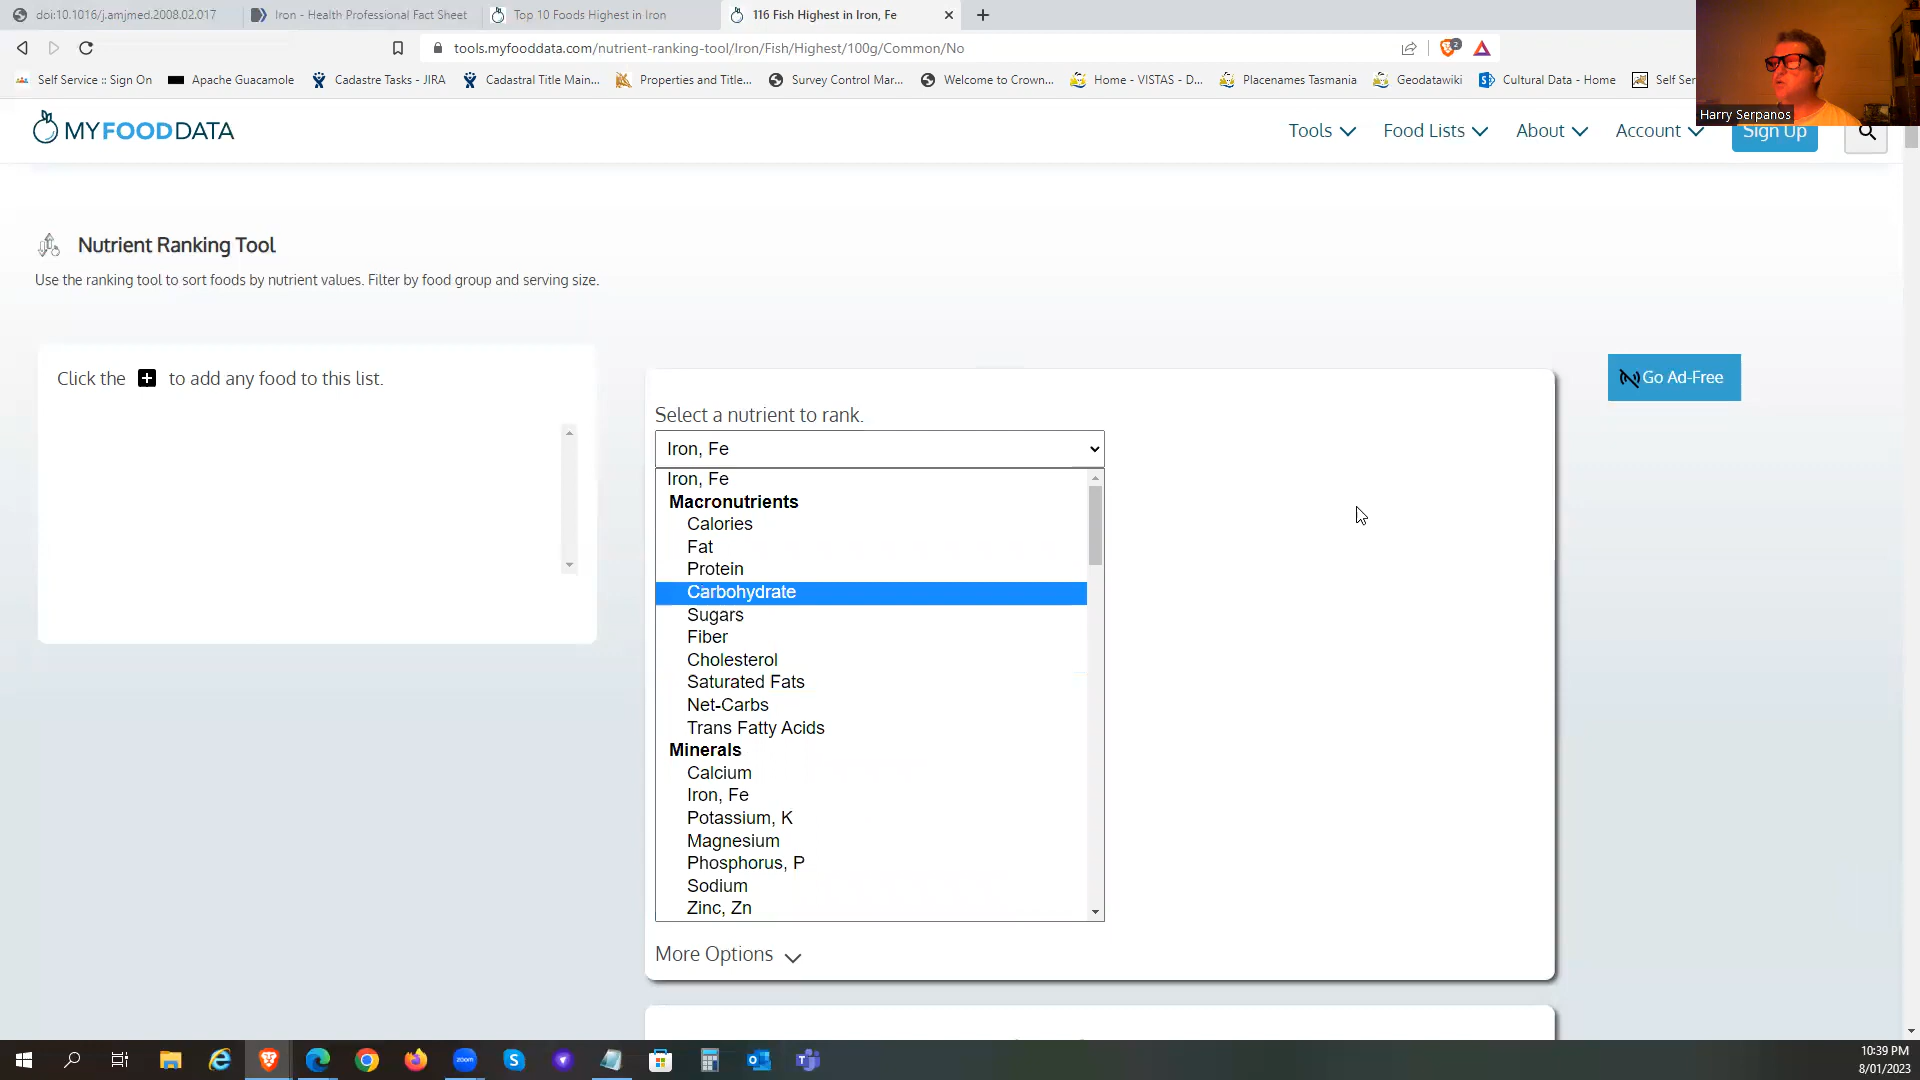 doi:10.1016/j.amjmed.2008.02.017
Iron - Health Professional Fact Sheet
Top 10 Foods Highest in Iron
116 Fish Highest in Iron, Fe
tools.myfooddata.com/nutrient-ranking-tool/Iron/Fish/Highest/100g/Common/No
2
Self Service :: Sign On
Apache Guacamole
Cadastre Tasks - JIRA
Cadastral Title Main...
Properties and Title...
Survey Control Mar...
Welcome to Crown...
Home - VISTAS - D...
Placenames Tasmania
Geodatawiki
Cultural Data - Home
Self Ser
Harry Serpanos
MYFOODDATA
Tools
Food Lists
About
Account
Sign Up
Nutrient Ranking Tool
Use the ranking tool to sort foods by nutrient values. Filter by food group and serving size.
Click the + to add any food to this list.
Go Ad-Free
Select a nutrient to rank.
Iron, Fe
Iron, Fe
Macronutrients
Calories
Fat
Protein
Carbohydrate
Sugars
Fiber
Cholesterol
Saturated Fats
Net-Carbs
Trans Fatty Acids
Minerals
Calcium
Iron, Fe
Potassium, K
Magnesium
Phosphorus, P
Sodium
Zinc, Zn
More Options
zoom
10:39 PM
8/01/2023